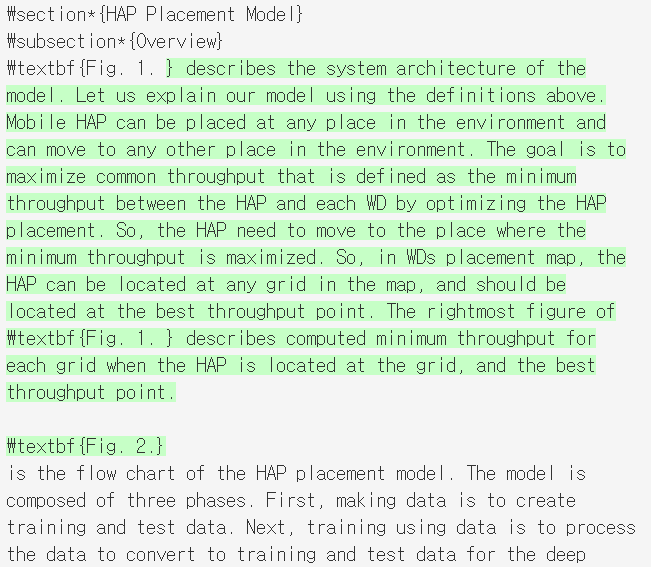 ₩section*{HAP Placement Model}
₩subsection*{Overview}
₩textbf{Fig. 1. } describes the system architecture of the
model. Let us explain our model using the definitions above.
Mobile HAP can be placed at any place in the environment and
can move to any other place in the environment. The goal is to
maximize common throughput that is defined as the minimum
throughput between the HAP and each WD by optimizing the HAP
placement. So, the HAP need to move to the place where the
minimum throughput is maximized. So, in WDs placement map, the
HAP can be located at any grid in the map, and should be
located at the best throughput point. The rightmost figure of
₩textbf{Fig. 1. } describes computed minimum throughput for
each grid when the HAP is located at the grid, and the best
throughput point.
₩textbf{Fig. 2.}
is the flow chart of the HAP placement model. The model is
composed of three phases. First, making data is to create
training and test data. Next, training using data is to process
the data to convert to training and test data for the deep